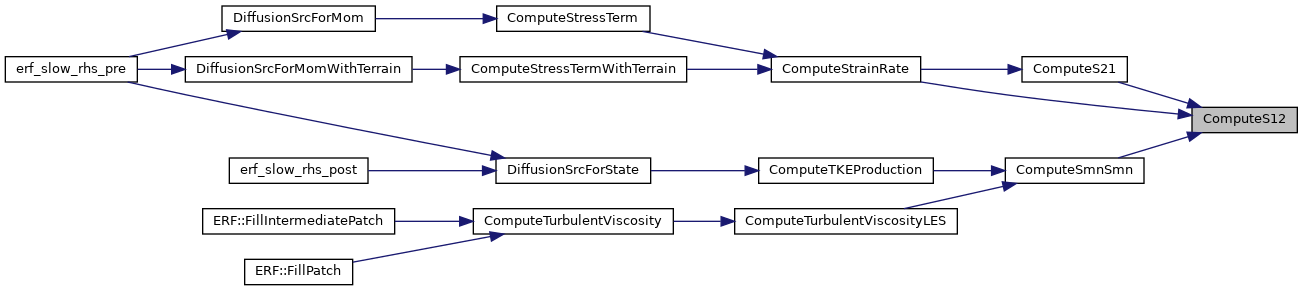 DiffusionSrcForMom
ComputeStressTerm
erf_slow_rhs_pre
DiffusionSrcForMomWithTerrain
ComputeStressTermWithTerrain
ComputeStrainRate
ComputeS21
ComputeS12
erf_slow_rhs_post
DiffusionSrcForState
ComputeTKEProduction
ComputeSmnSmn
ERF::FillIntermediatePatch
ComputeTurbulentViscosity
ComputeTurbulentViscosityLES
ERF::FillPatch